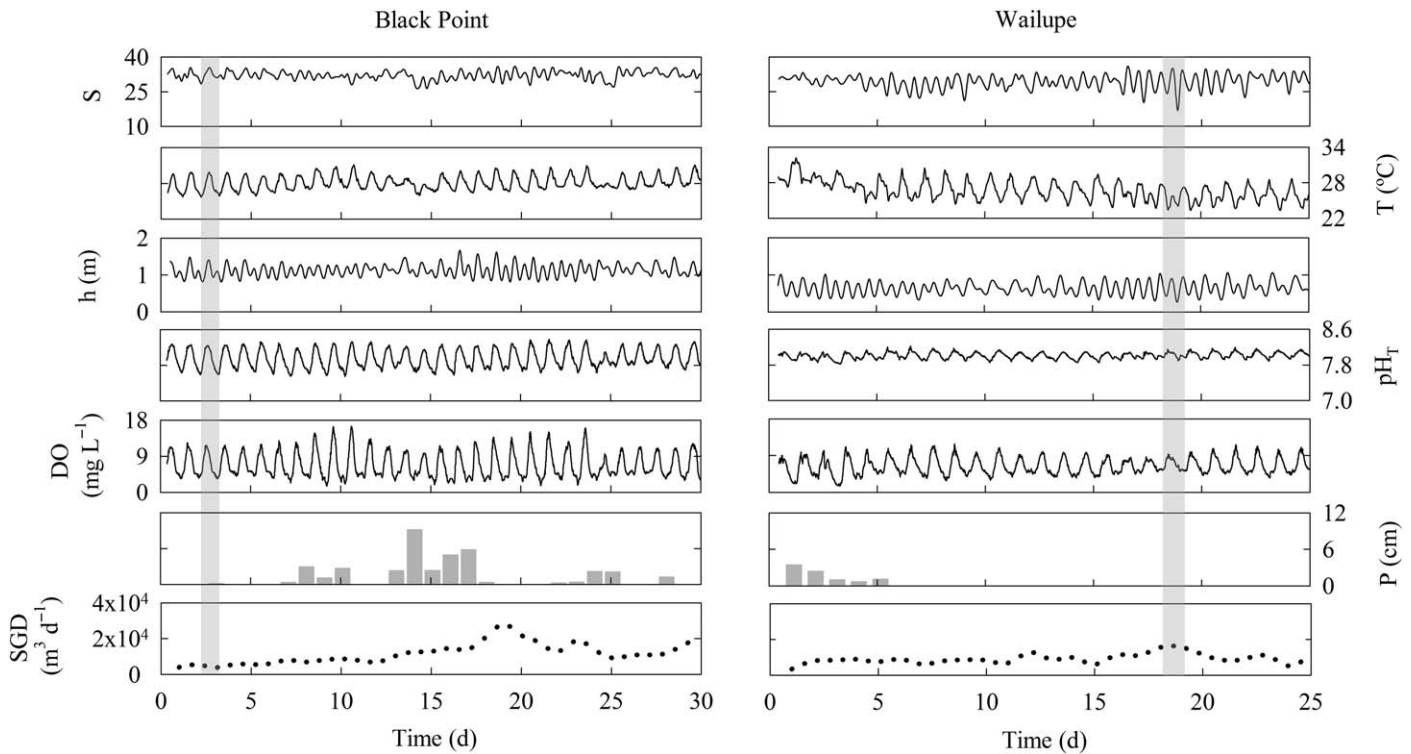 Black Point
Wailupe
S
40
25
10
34
28
22
T (ºC)
h (m)
2
1
0
8.6
7.8
7.0
pH_T
DO
(mg L⁻¹)
18
9
0
12
6
0
P (cm)
SGD
(m³ d⁻¹)
4x10⁴
2x10⁴
0
0 5 10 15 20 25 30
0 5 10 15 20 25
Time (d)
Time (d)